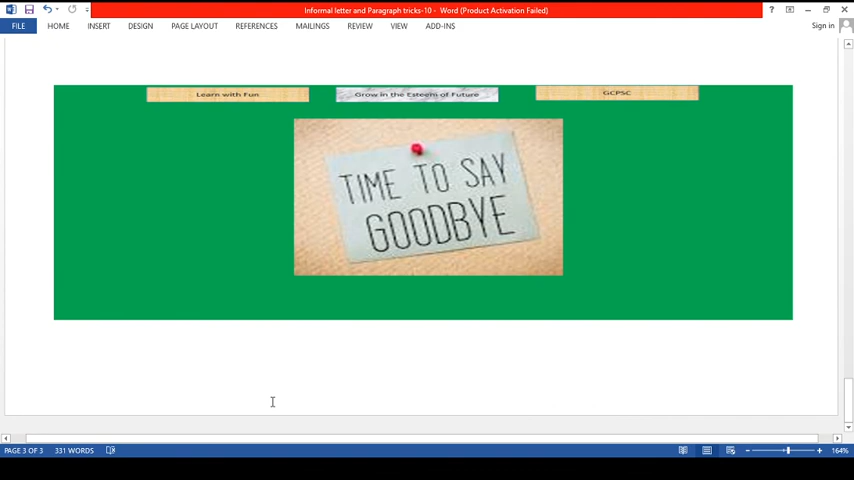 Informal letter and Paragraph tricks-10 - Word (Product Activation Failed)
Sign in
FILE HOME INSERT DESIGN PAGE LAYOUT REFERENCES MAILINGS REVIEW VIEW ADD-INS
Learn with Fun
Grow in the Esteem of Future
GCPSC
TIME TO SAY
GOODBYE
PAGE 3 OF 3 331 WORDS
164%